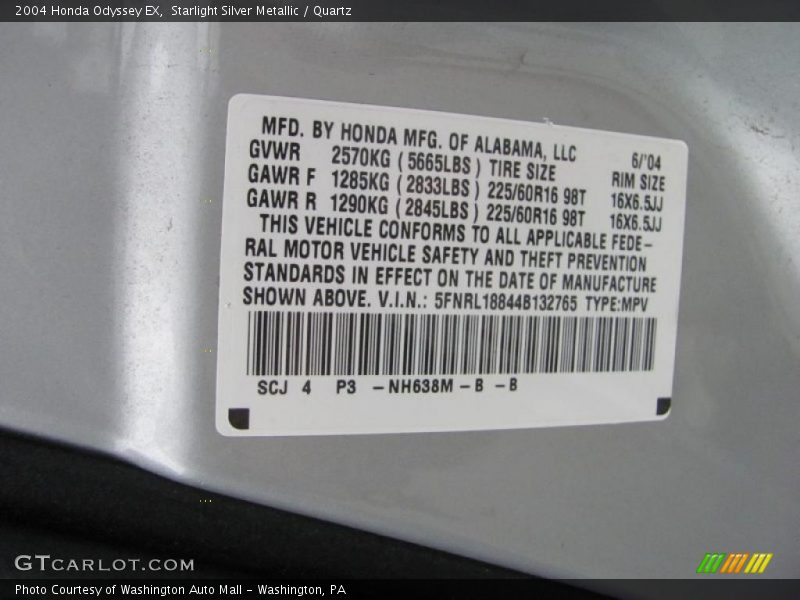 2004 Honda Odyssey EX,  Starlight Silver Metallic / Quartz
MFD. BY HONDA MFG. OF ALABAMA, LLC 6/'04
GVWR 2570KG ( 5665LBS ) TIRE SIZE RIM SIZE
GAWR F 1285KG ( 2833LBS ) 225/60R16 98T 16X6.5JJ
GAWR R 1290KG ( 2845LBS ) 225/60R16 98T 16X6.5JJ
THIS VEHICLE CONFORMS TO ALL APPLICABLE FEDE-
RAL MOTOR VEHICLE SAFETY AND THEFT PREVENTION
STANDARDS IN EFFECT ON THE DATE OF MANUFACTURE
SHOWN ABOVE. V.I.N.: 5FNRL18844B132765 TYPE:MPV
SCJ 4 P3 -NH638M-B -B
GTCARLOT.COM
Photo Courtesy of Washington Auto Mall - Washington, PA